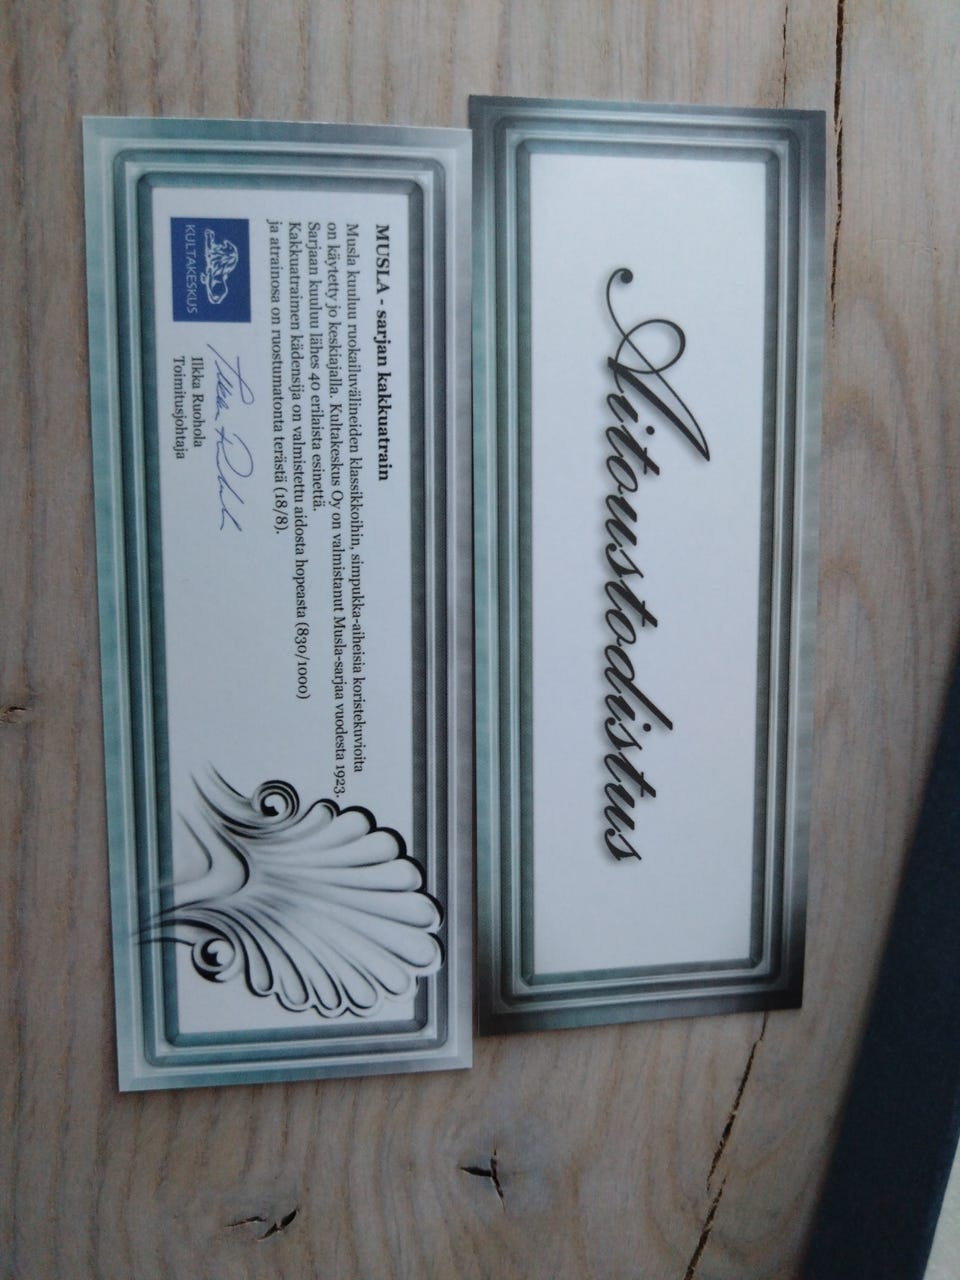 Aitoustodistus
MUSLA - sarjan kakkuatrain
Musla kuuluu ruokailuvälineiden klassikkoihin, simpukka-aiheisia koristekuvioita
on käytetty jo keskiajalla. Kultakeskus Oy on valmistanut Musla-sarjaa vuodesta 1923.
Sarjaan kuuluu lähes 40 erilaista esinettä.
Kakkuatraimen kädensija on valmistettu aidosta hopeasta (830/1000)
ja atrainosa on ruostumatonta terästä (18/8).
KULTAKESKUS
Ilkka Ruohola
Toimitusjohtaja